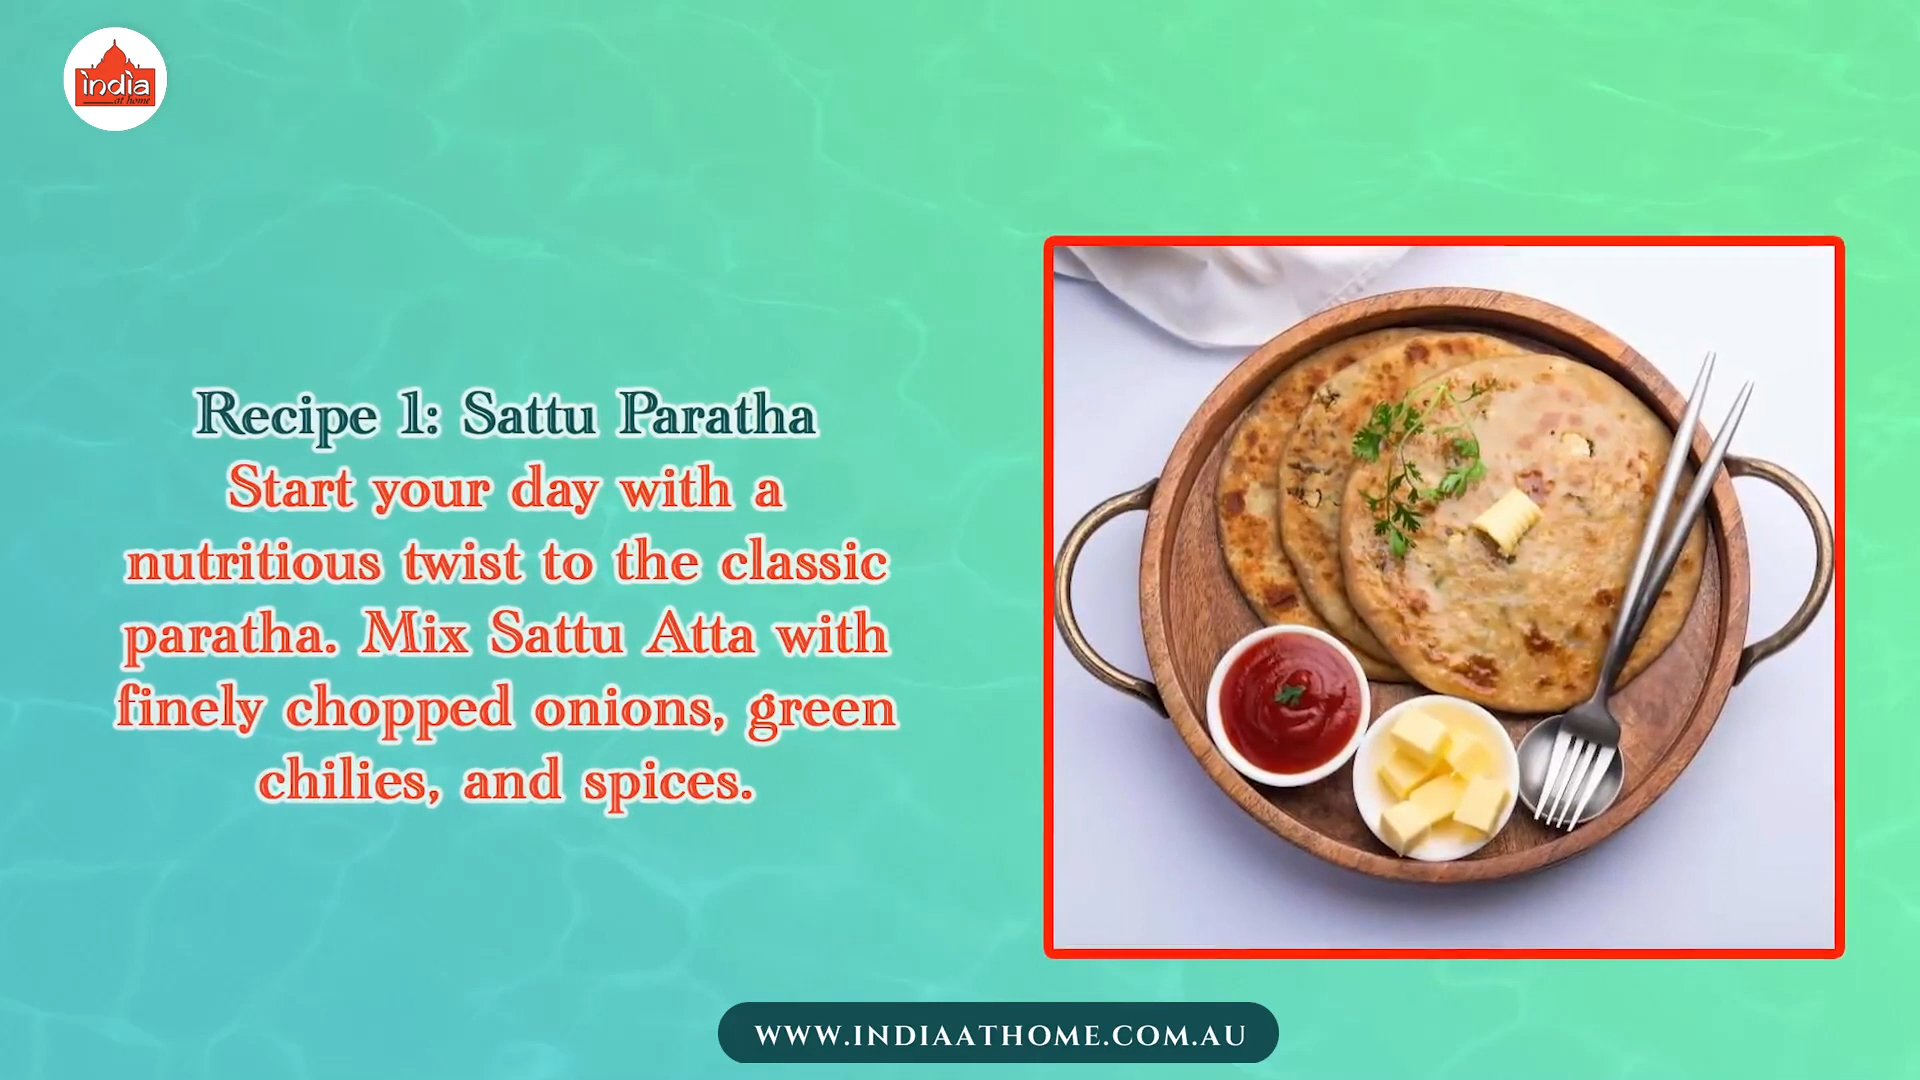 india
at home
Recipe 1: Sattu Paratha
Start your day with a
nutritious twist to the classic
paratha. Mix Sattu Atta with
finely chopped onions, green
chilies, and spices.
WWW.INDIAATHOME.COM.AU